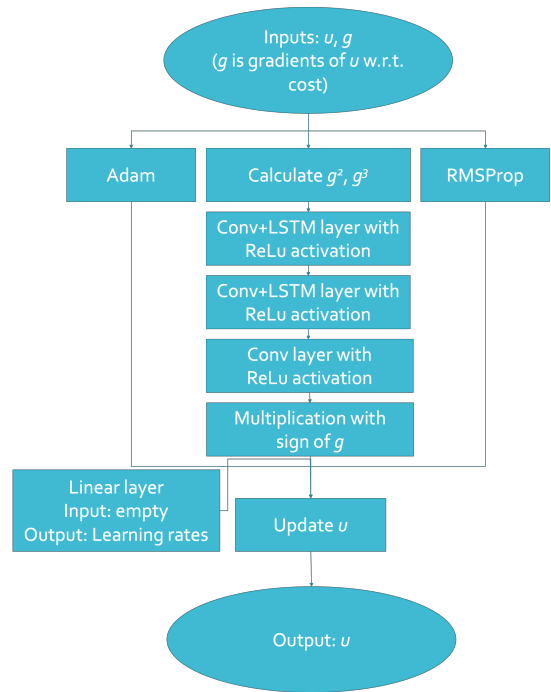 Inputs: u, g
(g is gradients of u w.r.t.
cost)
Adam
Calculate g², g³
RMSProp
Conv+LSTM layer with
ReLu activation
Conv+LSTM layer with
ReLu activation
Conv layer with
ReLu activation
Multiplication with
sign of g
Linear layer
Input: empty
Output: Learning rates
Update u
Output: u